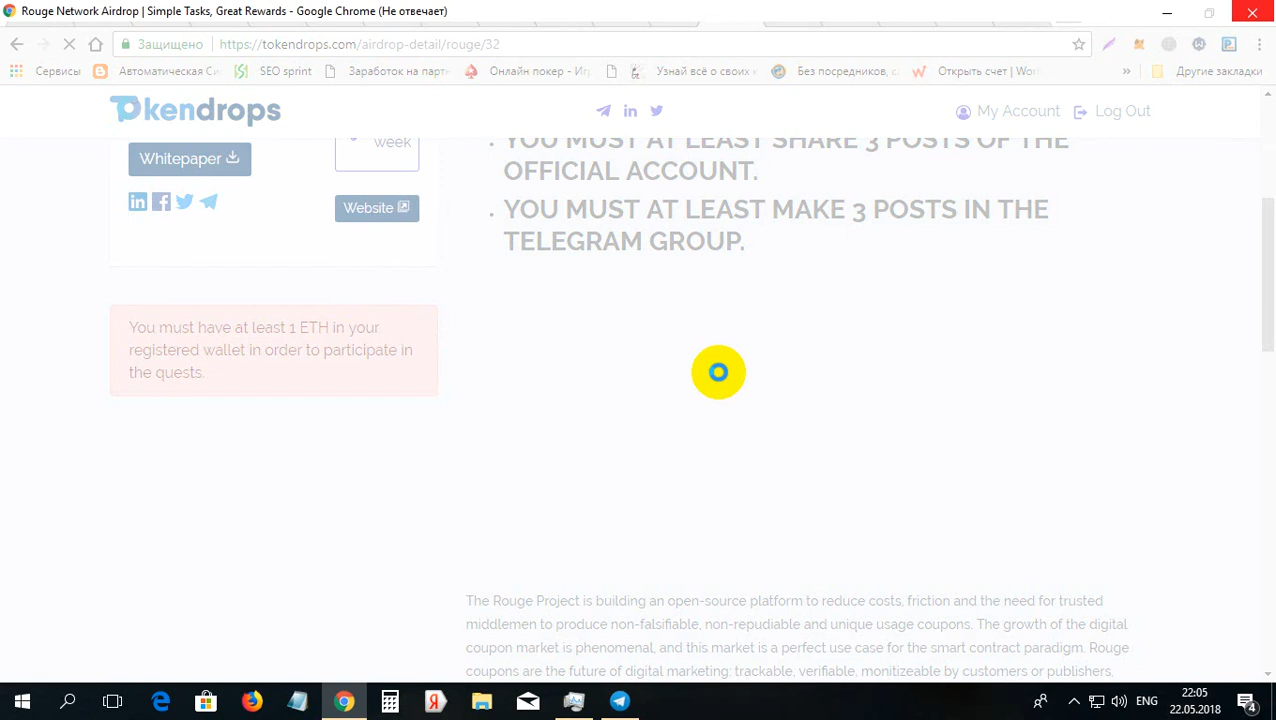 Rouge Network Airdrop | Simple Tasks, Great Rewards - Google Chrome (Не отвечает)
Защищено
https://tokendrops.com/airdrop-detail/rouge/32
Сервисы
Автоматическая Си
SEO sprint
Заработок на партн
Онлайн покер - Иг
Узнай всё о своих
Без посредников, с
Открыть счет | Wor
»
Другие закладки
Tokendrops
My Account
Log Out
week
Whitepaper
Website
YOU MUST AT LEAST SHARE 3 POSTS OF THE
OFFICIAL ACCOUNT.
YOU MUST AT LEAST MAKE 3 POSTS IN THE
TELEGRAM GROUP.
You must have at least 1 ETH in your
registered wallet in order to participate in
the quests.
The Rouge Project is building an open-source platform to reduce costs, friction and the need for trusted
middlemen to produce non-falsifiable, non-repudiable and unique usage coupons. The growth of the digital
coupon market is phenomenal, and this market is a perfect use case for the smart contract paradigm. Rouge
coupons are the future of digital marketing; trackable, verifiable, monitizeable by customers or publishers,
ENG
22:05
22.05.2018
4